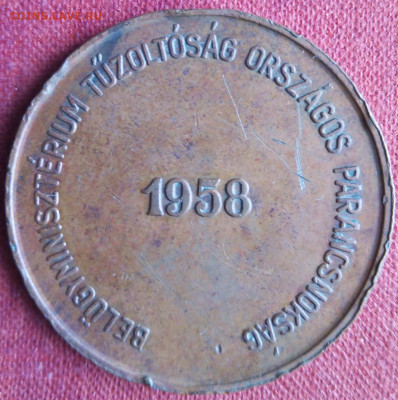 BELÜGYMINISZTÉRIUM TŰZOLTÓSÁG ORSZÁGOS PARANCSNOKSÁG
1958